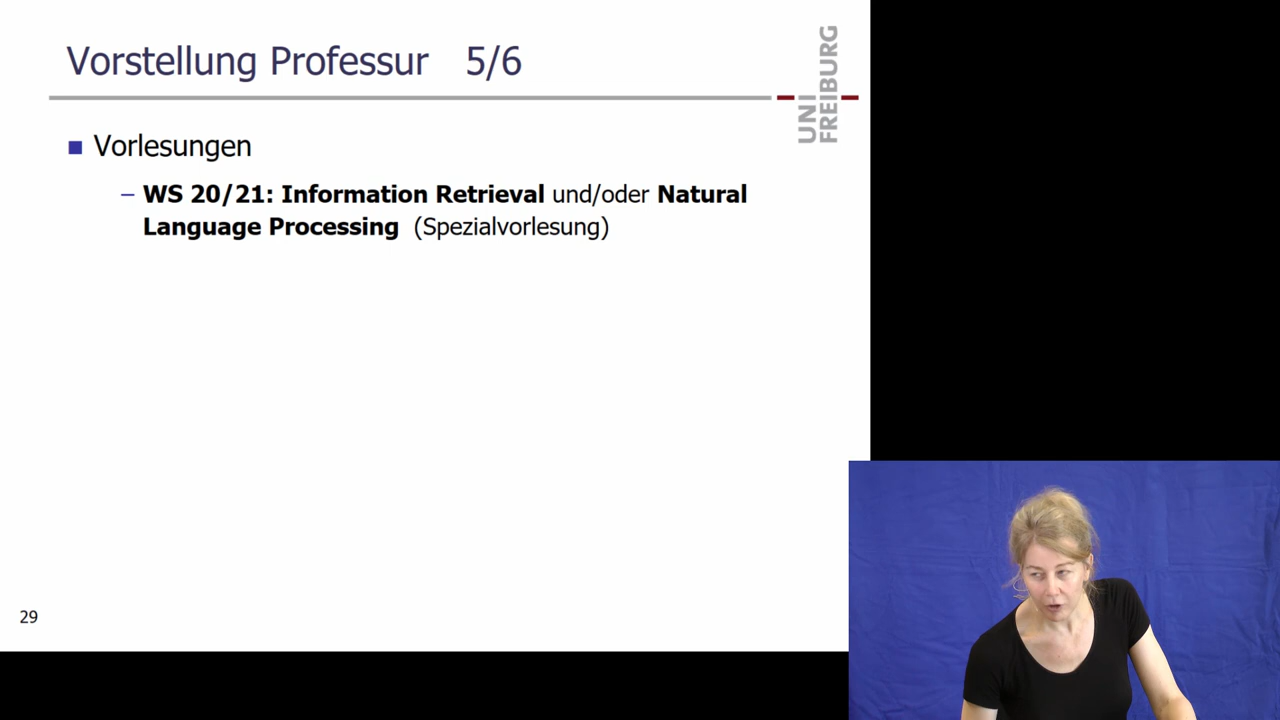 Vorstellung Professur 5/6
UNI
FREIBURG
■ Vorlesungen
– WS 20/21: Information Retrieval und/oder Natural
Language Processing (Spezialvorlesung)
29